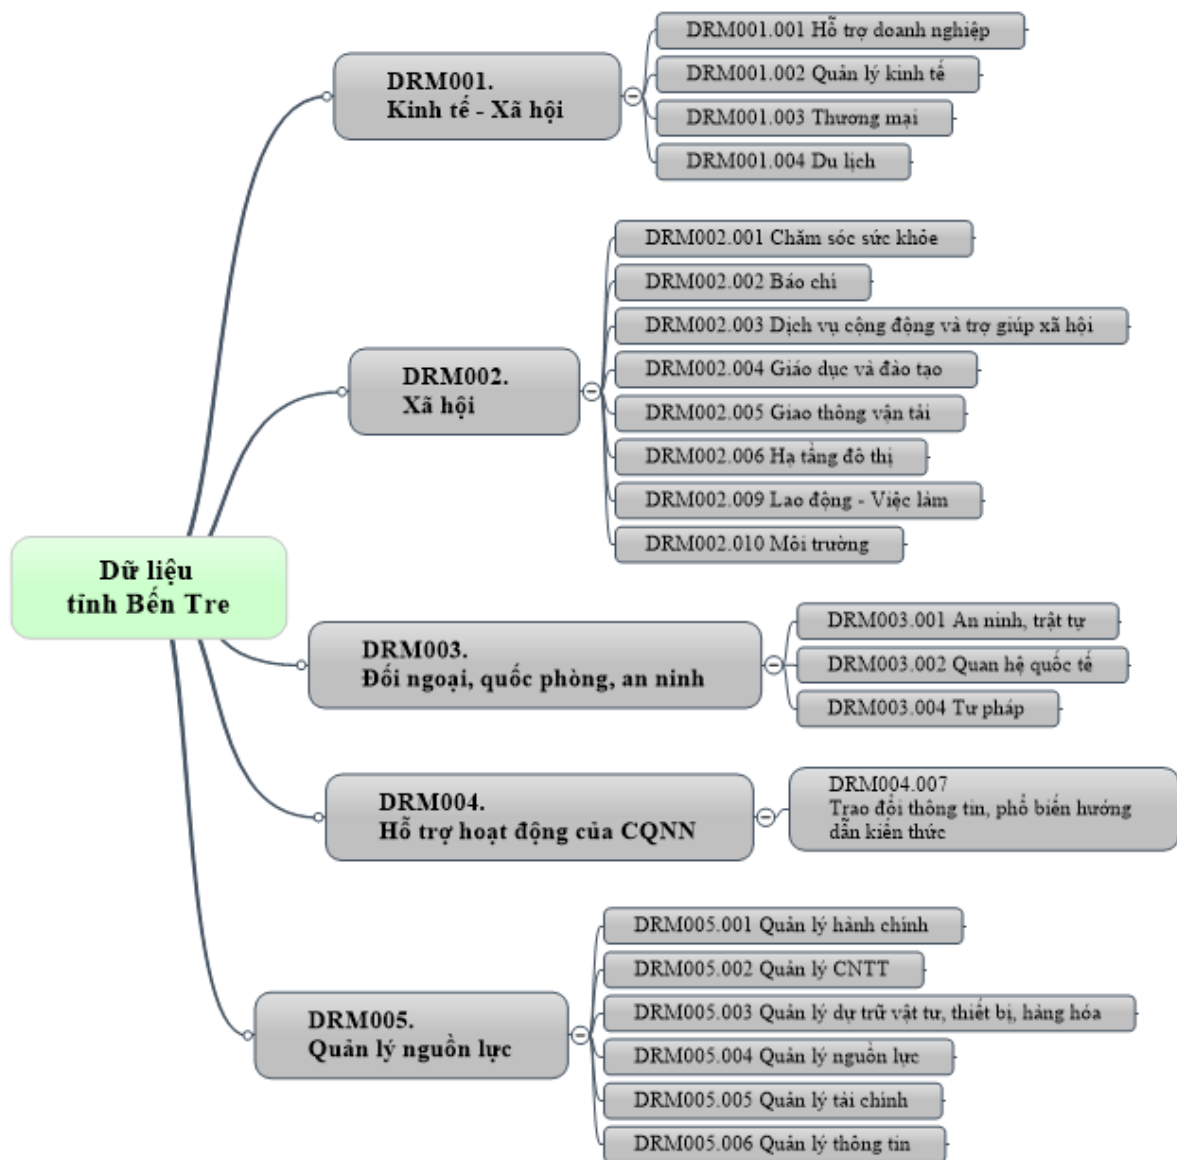 DRM001.
Kinh tế - Xã hội
DRM001.001 Hỗ trợ doanh nghiệp
DRM001.002 Quản lý kinh tế
DRM001.003 Thương mại
DRM001.004 Du lịch
DRM002.
Xã hội
DRM002.001 Chăm sóc sức khỏe
DRM002.002 Báo chí
DRM002.003 Dịch vụ cộng động và trợ giúp xã hội
DRM002.004 Giáo dục và đào tạo
DRM002.005 Giao thông vận tải
DRM002.006 Hạ tầng đô thị
DRM002.009 Lao động - Việc làm
DRM002.010 Môi trường
Dữ liệu
tỉnh Bến Tre
DRM003.
Đối ngoại, quốc phòng, an ninh
DRM003.001 An ninh, trật tự
DRM003.002 Quan hệ quốc tế
DRM003.004 Tư pháp
DRM004.
Hỗ trợ hoạt động của CQNN
DRM004.007
Trao đổi thông tin, phổ biến hướng
dẫn kiến thức
DRM005.
Quản lý nguồn lực
DRM005.001 Quản lý hành chính
DRM005.002 Quản lý CNTT
DRM005.003 Quản lý dự trữ vật tư, thiết bị, hàng hóa
DRM005.004 Quản lý nguồn lực
DRM005.005 Quản lý tài chính
DRM005.006 Quản lý thông tin